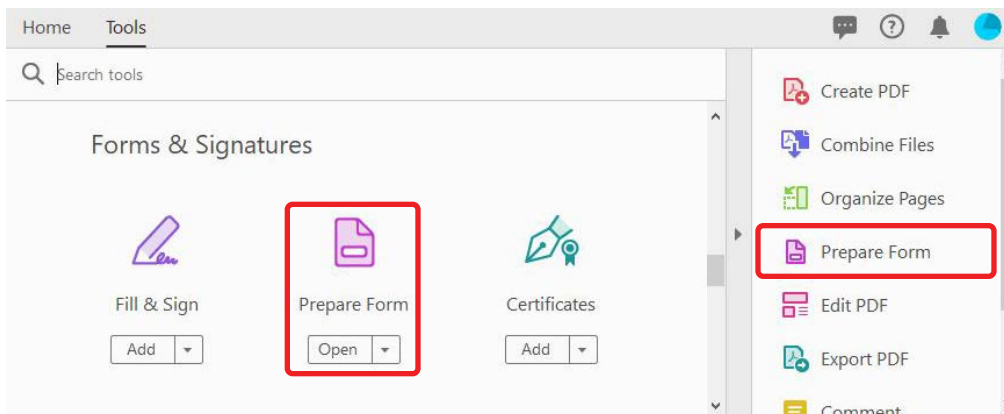 Home Tools
Search tools
Forms & Signatures
Fill & Sign
Prepare Form
Certificates
Add
Open
Add
Create PDF
Combine Files
Organize Pages
Prepare Form
Edit PDF
Export PDF
Comment